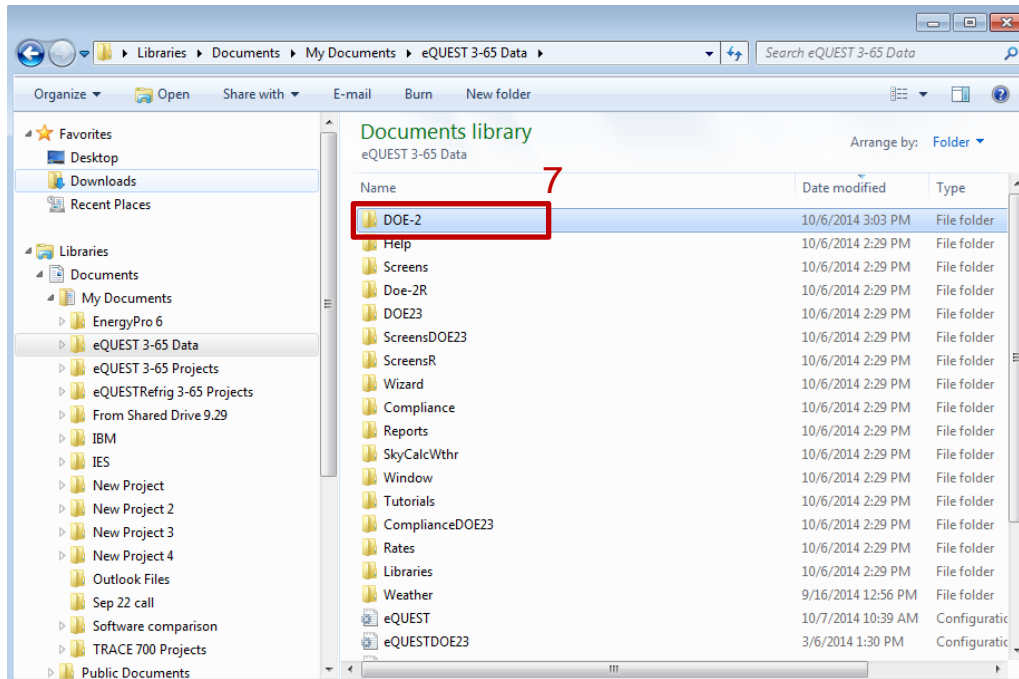 Libraries Documents My Documents eQUEST 3-65 Data
Search eQUEST 3-65 Data
Organize Open Share with E-mail Burn New folder
Favorites
Desktop
Downloads
Recent Places
Libraries
Documents
My Documents
EnergyPro 6
eQUEST 3-65 Data
eQUEST 3-65 Projects
eQUESTRefrig 3-65 Projects
From Shared Drive 9.29
IBM
IES
New Project
New Project 2
New Project 3
New Project 4
Outlook Files
Sep 22 call
Software comparison
TRACE 700 Projects
Public Documents
Documents library
eQUEST 3-65 Data
Arrange by: Folder
7
Name Date modified Type
DOE-2 10/6/2014 3:03 PM File folder
Help 10/6/2014 2:29 PM File folder
Screens 10/6/2014 2:29 PM File folder
Doe-2R 10/6/2014 2:29 PM File folder
DOE23 10/6/2014 2:29 PM File folder
ScreensDOE23 10/6/2014 2:29 PM File folder
ScreensR 10/6/2014 2:29 PM File folder
Wizard 10/6/2014 2:29 PM File folder
Compliance 10/6/2014 2:29 PM File folder
Reports 10/6/2014 2:29 PM File folder
SkyCalcWthr 10/6/2014 2:29 PM File folder
Window 10/6/2014 2:29 PM File folder
Tutorials 10/6/2014 2:29 PM File folder
ComplianceDOE23 10/6/2014 2:29 PM File folder
Rates 10/6/2014 2:29 PM File folder
Libraries 10/6/2014 2:29 PM File folder
Weather 9/16/2014 12:56 PM File folder
eQUEST 10/7/2014 10:39 AM Configuratic
eQUESTDOE23 3/6/2014 1:30 PM Configuratic